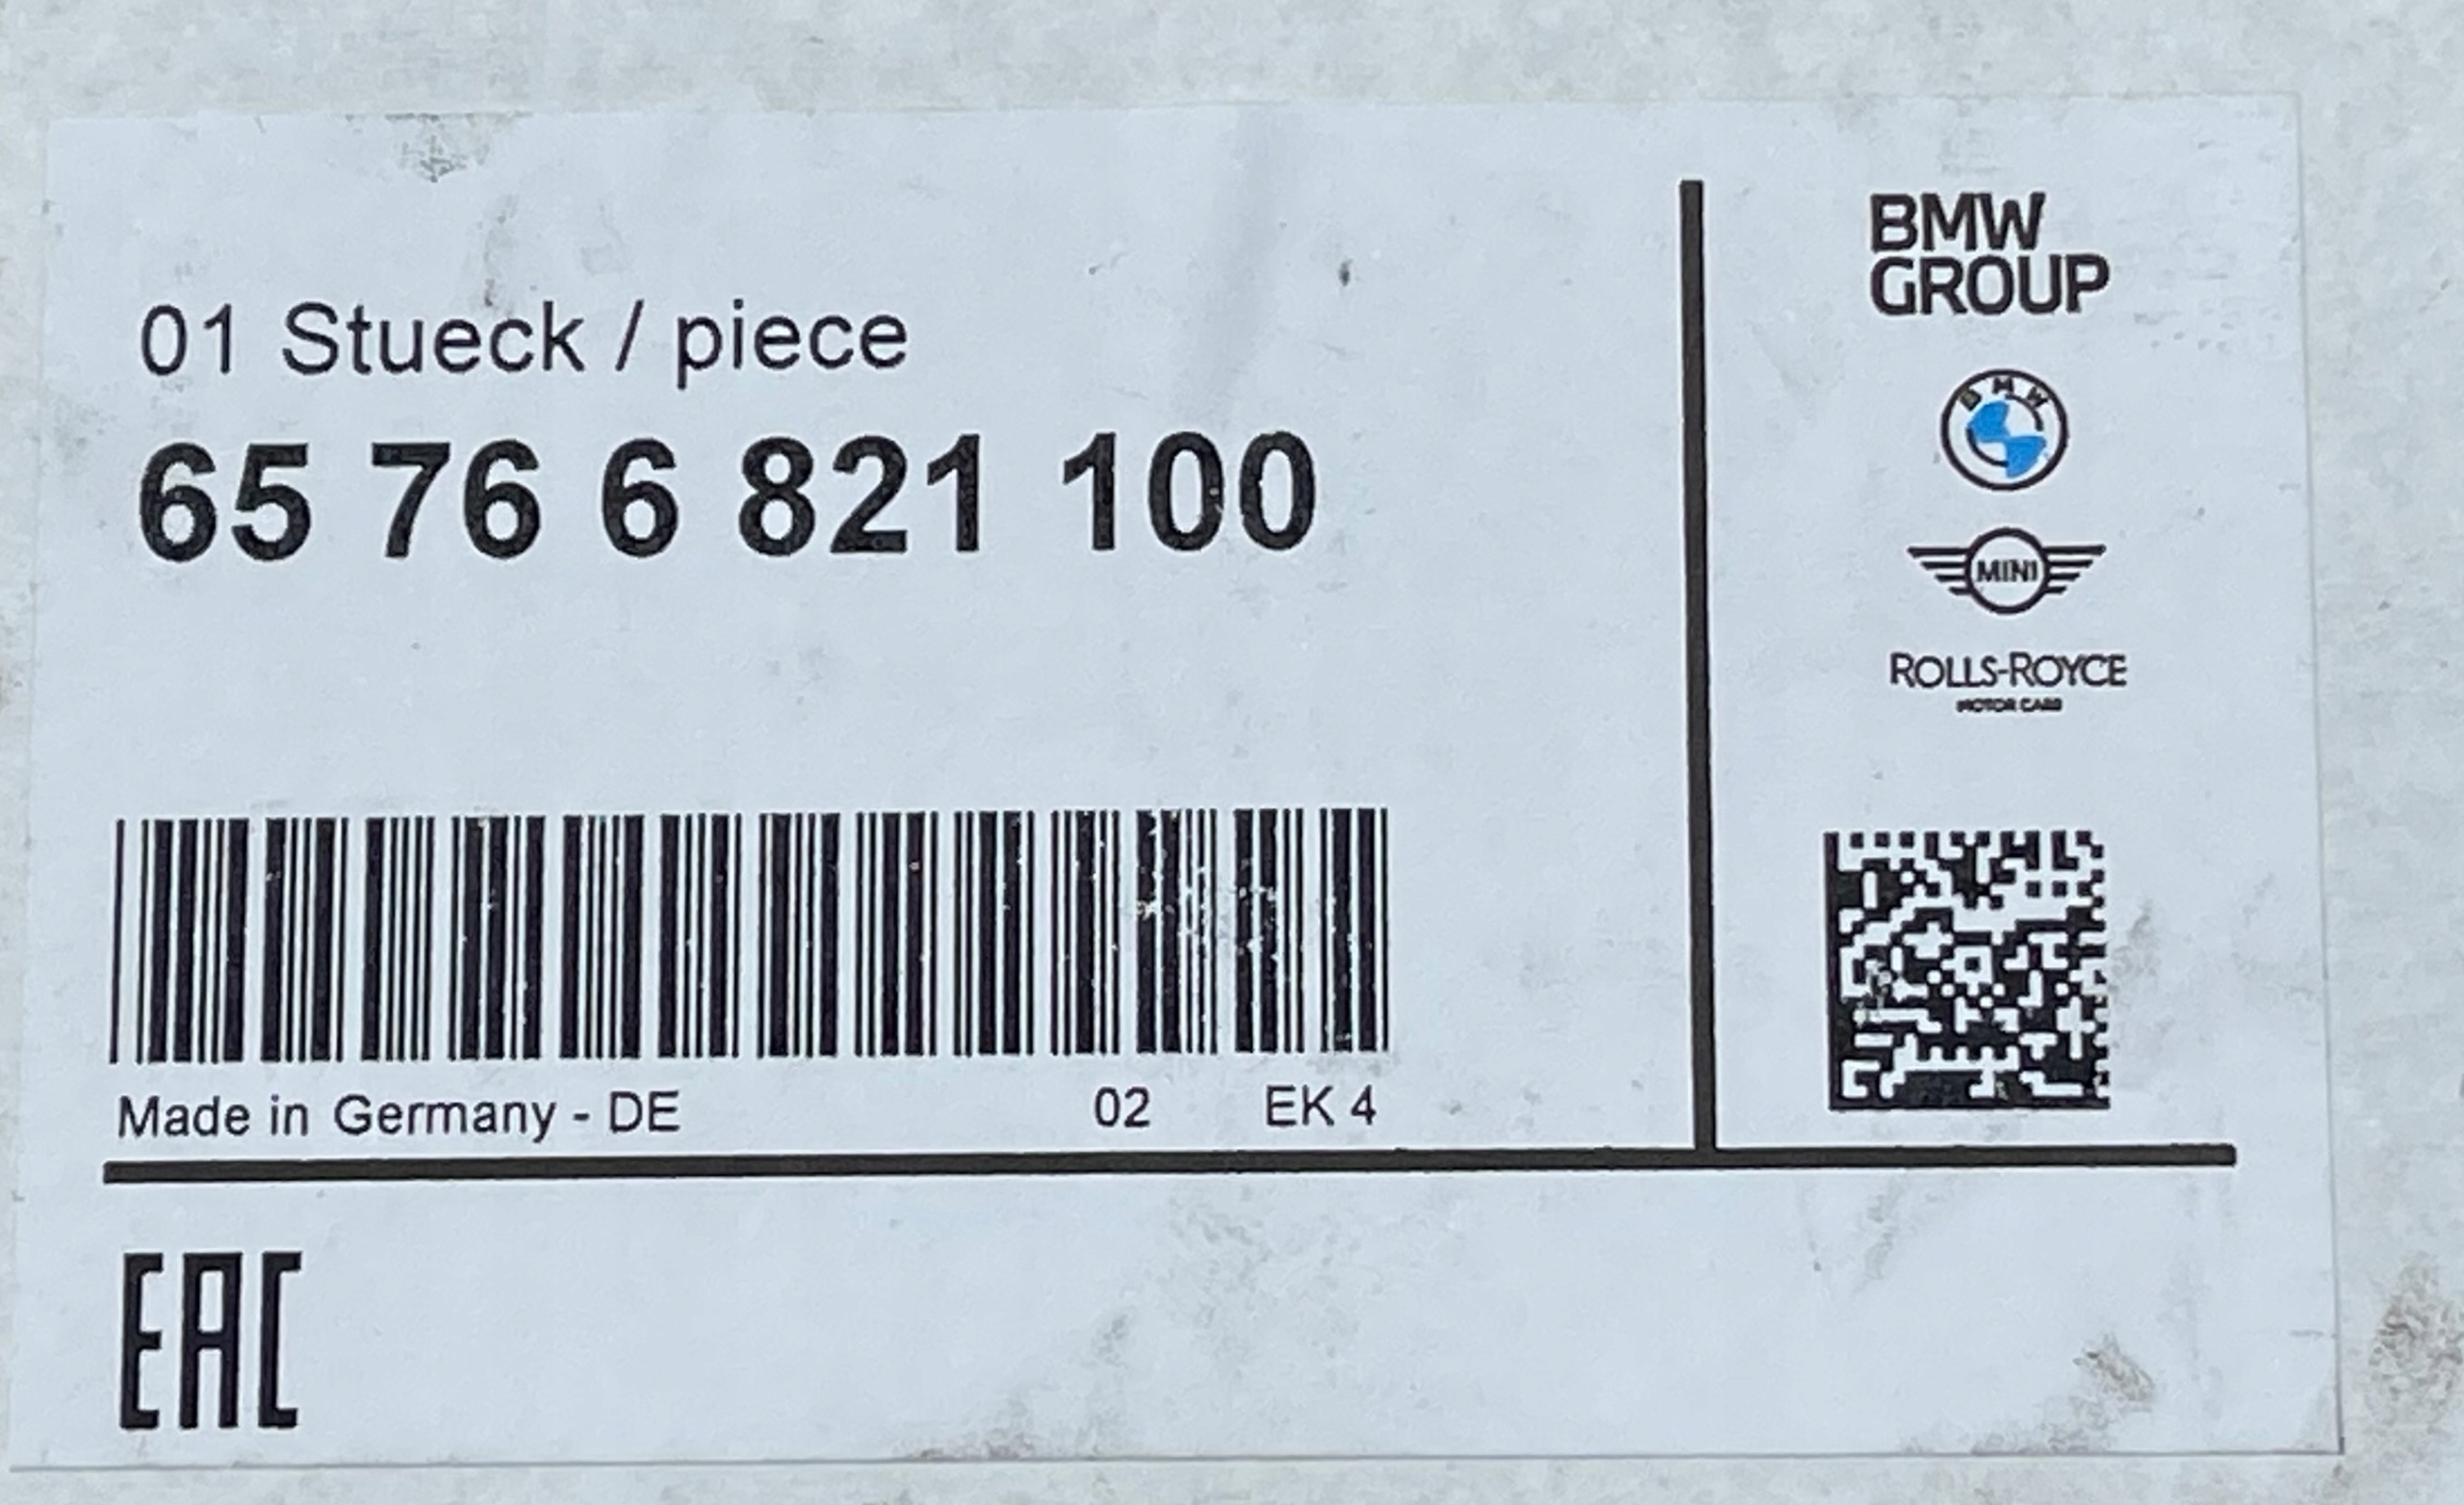 01 Stueck / piece
65 76 6 821 100
Made in Germany - DE 02 EK 4
EAC
BMW
GROUP
BMW
MINI
ROLLS-ROYCE
MOTOR CARS